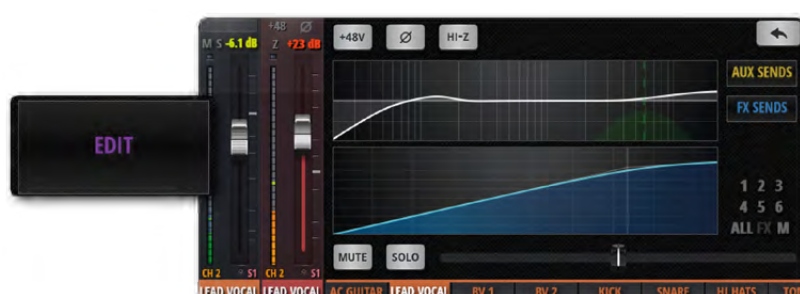 EDIT
+48 Ø
M S -6.1 dB
Z +23 dB
+48V
Ø
HI-Z
AUX SENDS
FX SENDS
1 2 3
4 5 6
ALL FX M
MUTE
SOLO
CH 2
S1
CH 2
S1
LEAD VOCAL
LEAD VOCAL
AC GUITAR
LEAD VOCAL
BV 1
BV 2
KICK
SNARE
HI HATS